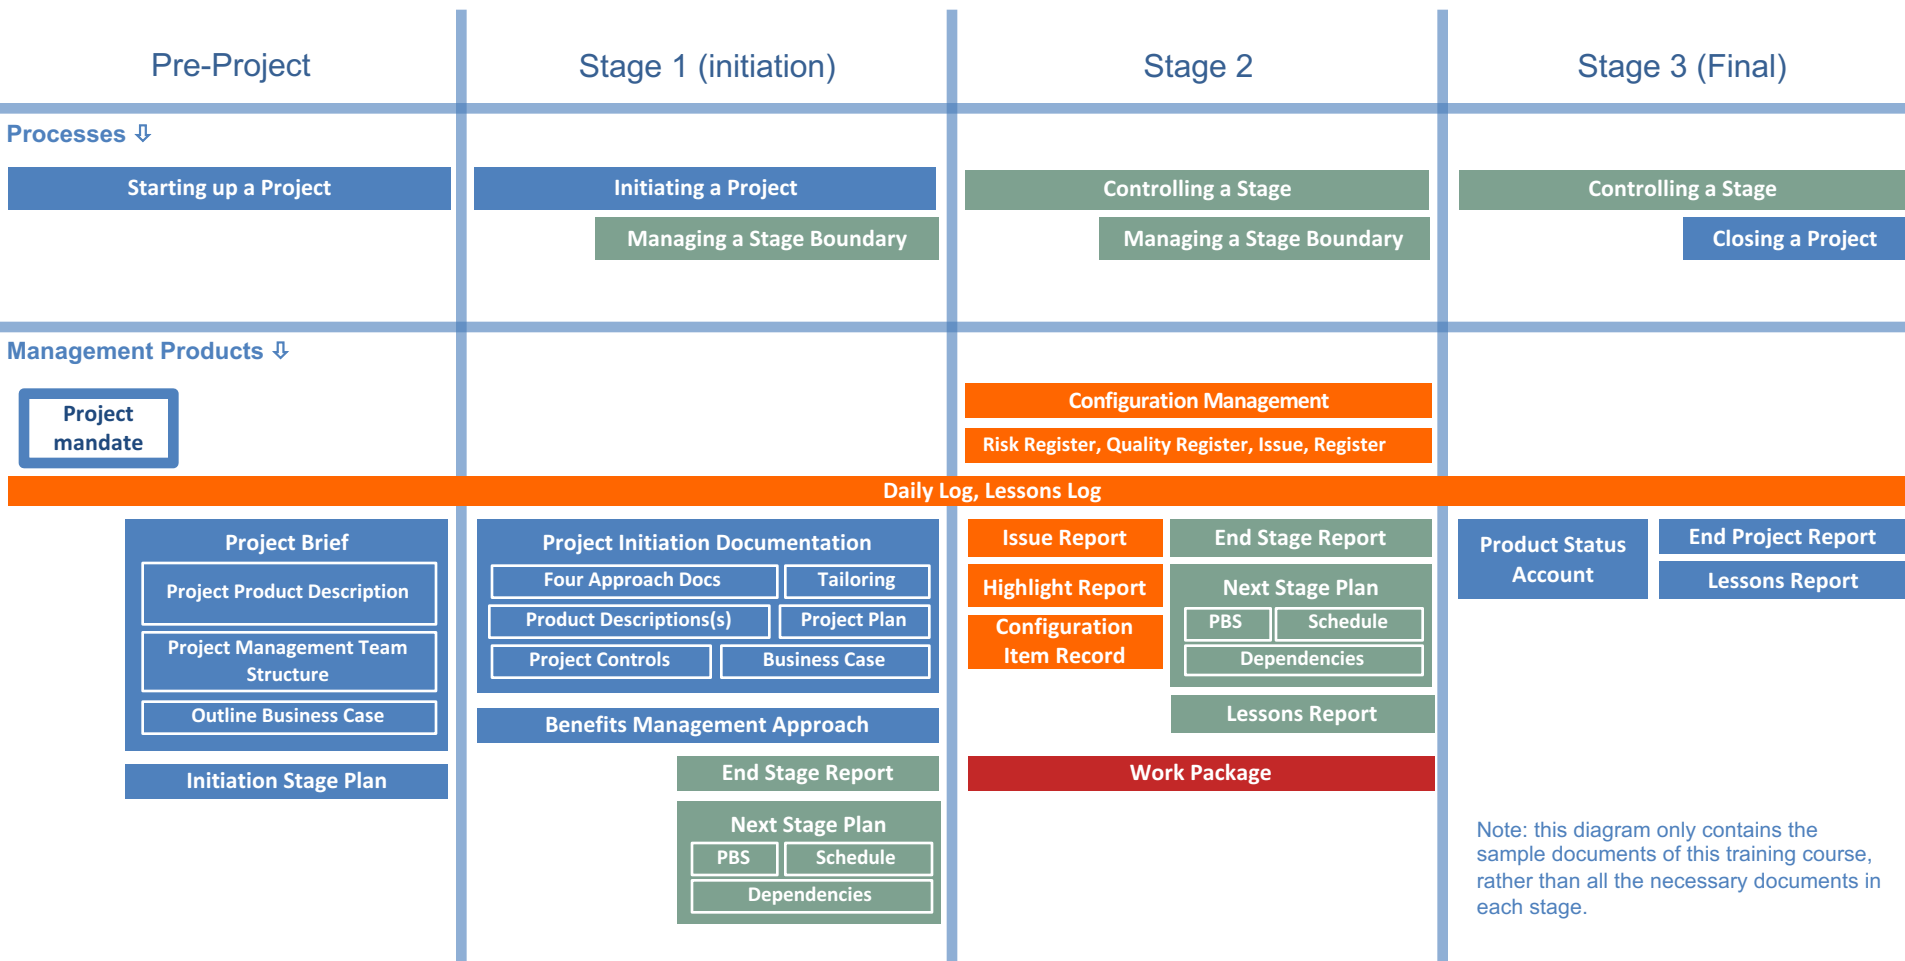 Pre-Project
Stage 1 (initiation)
Stage 2
Stage 3 (Final)
Processes ⇩
Starting up a Project
Initiating a Project
Controlling a Stage
Controlling a Stage
Managing a Stage Boundary
Managing a Stage Boundary
Closing a Project
Management Products ⇩
Project
mandate
Configuration Management
Risk Register, Quality Register, Issue, Register
Daily Log, Lessons Log
Project Brief
Project Product Description
Project Management Team
Structure
Outline Business Case
Initiation Stage Plan
Project Initiation Documentation
Four Approach Docs
Tailoring
Product Descriptions(s)
Project Plan
Project Controls
Business Case
Benefits Management Approach
End Stage Report
Next Stage Plan
PBS
Schedule
Dependencies
Issue Report
Highlight Report
Configuration
Item Record
End Stage Report
Next Stage Plan
PBS
Schedule
Dependencies
Lessons Report
Work Package
Product Status
Account
End Project Report
Lessons Report
Note: this diagram only contains the
sample documents of this training course,
rather than all the necessary documents in
each stage.